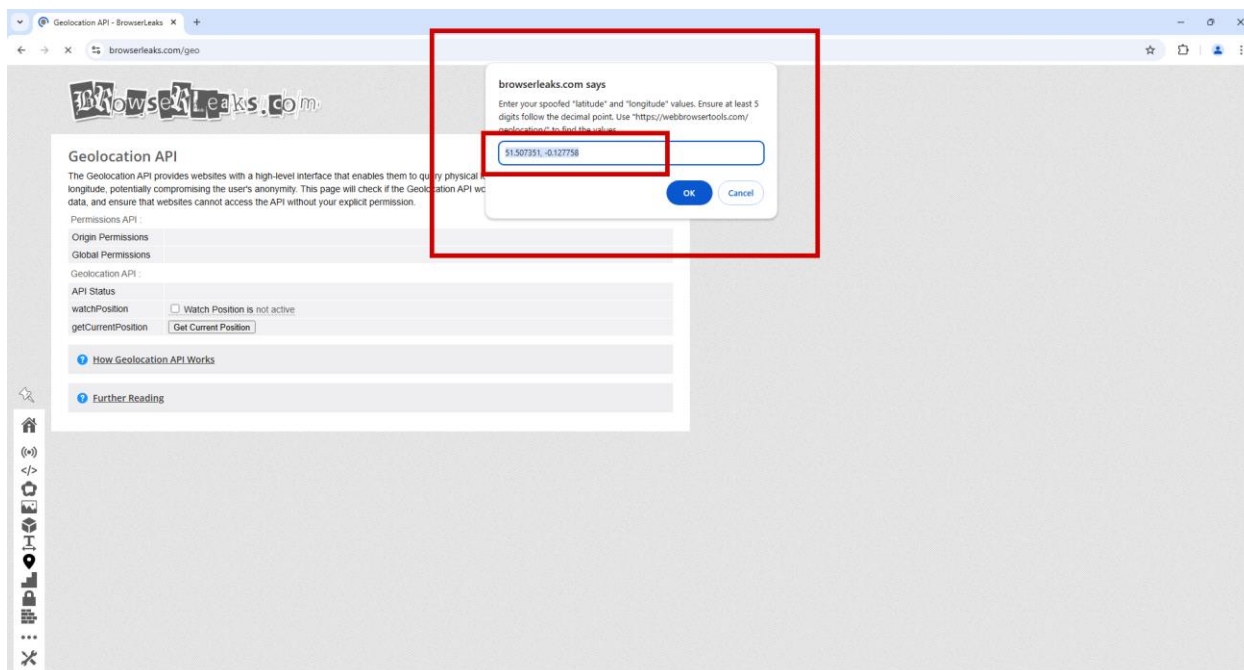 Geolocation API - BrowserLeaks
browserleaks.com/geo
BROWSERLeaks.com
browserleaks.com says
Enter your spoofed "latitude" and "longitude" values. Ensure at least 5
digits follow the decimal point. Use "https://webbrowsertools.com/
geolocation/" to find the values
51.507351, -0.127758
OK
Cancel
Geolocation API
The Geolocation API provides websites with a high-level interface that enables them to query physical
longitude, potentially compromising the user's anonymity. This page will check if the Geolocation API
data, and ensure that websites cannot access the API without your explicit permission.
Permissions API :
Origin Permissions
Global Permissions
Geolocation API :
API Status
watchPosition Watch Position is not active
getCurrentPosition Get Current Position
How Geolocation API Works
Further Reading